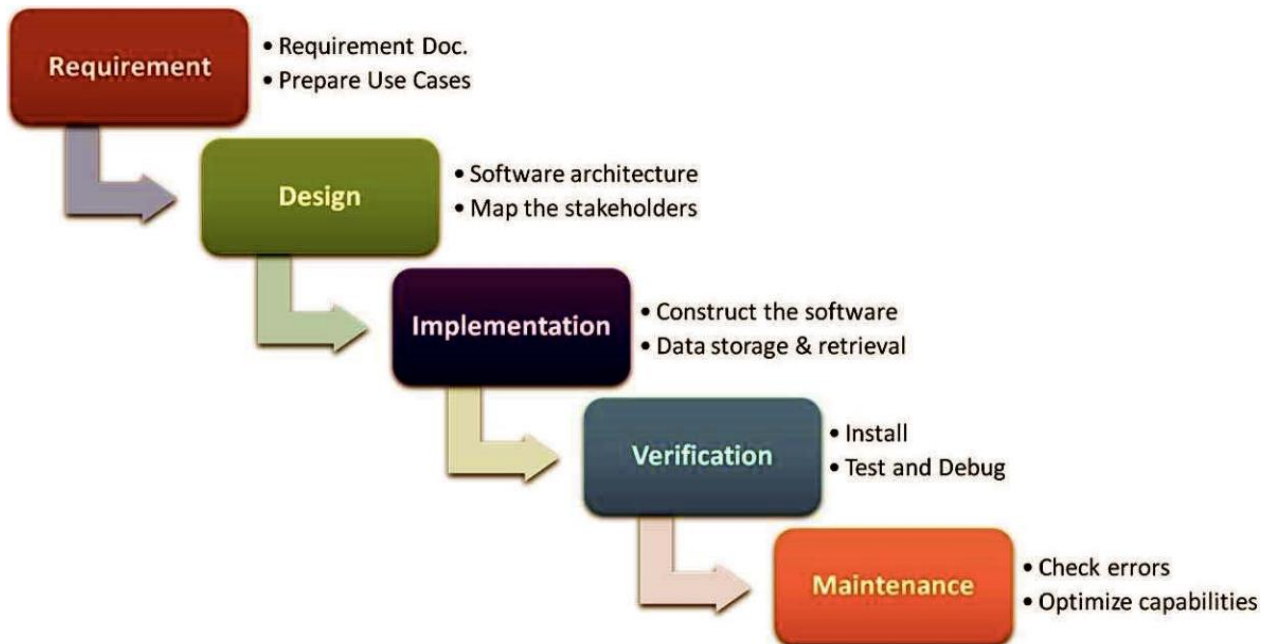 Requirement
• Requirement Doc.
• Prepare Use Cases
Design
• Software architecture
• Map the stakeholders
Implementation
• Construct the software
• Data storage & retrieval
Verification
• Install
• Test and Debug
Maintenance
• Check errors
• Optimize capabilities